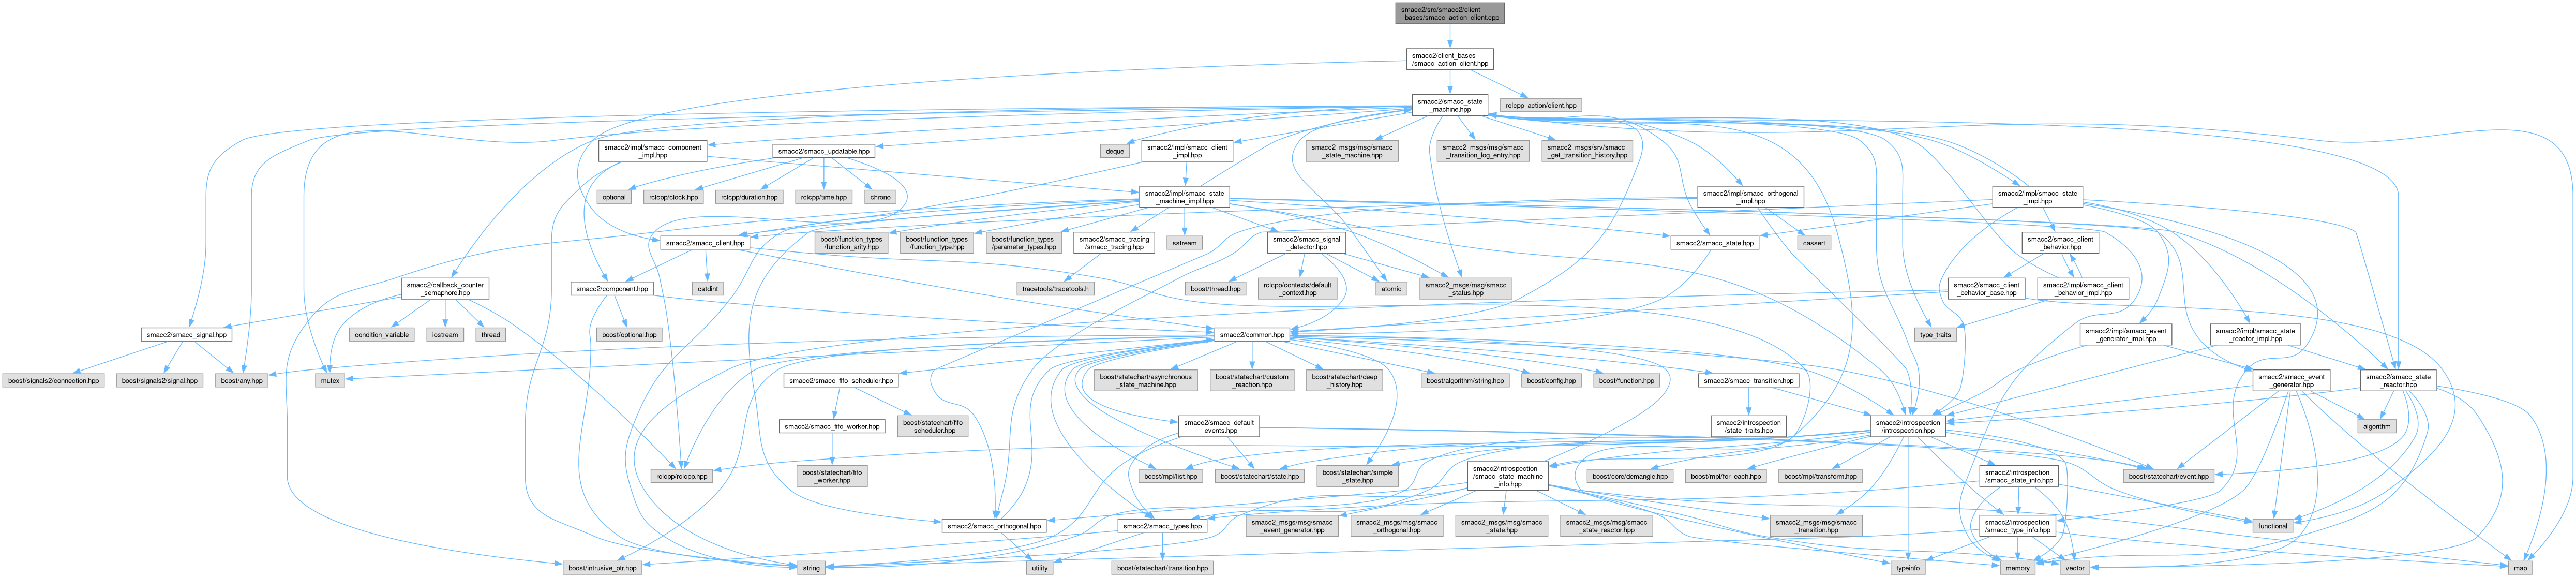 smacc2/src/smacc2/client
_bases/smacc_action_client.cpp
smacc2/client_bases
/smacc_action_client.hpp
smacc2/smacc_state
_machine.hpp
rclcpp_action/client.hpp
smacc2/impl/smacc_component
_impl.hpp
smacc2/smacc_updatable.hpp
deque
smacc2/impl/smacc_client
_impl.hpp
smacc2_msgs/msg/smacc
_state_machine.hpp
smacc2_msgs/msg/smacc
_transition_log_entry.hpp
smacc2_msgs/srv/smacc
_get_transition_history.hpp
optional
rclcpp/clock.hpp
rclcpp/duration.hpp
rclcpp/time.hpp
chrono
smacc2/impl/smacc_state
_machine_impl.hpp
smacc2/impl/smacc_orthogonal
_impl.hpp
smacc2/impl/smacc_state
_impl.hpp
smacc2/smacc_client.hpp
boost/function_types
/function_arity.hpp
boost/function_types
/function_type.hpp
boost/function_types
/parameter_types.hpp
smacc2/smacc_tracing
/smacc_tracing.hpp
sstream
smacc2/smacc_signal
_detector.hpp
smacc2/smacc_state.hpp
cassert
smacc2/smacc_client
_behavior.hpp
smacc2/callback_counter
_semaphore.hpp
smacc2/component.hpp
cstdint
tracetools/tracetools.h
boost/thread.hpp
rclcpp/contexts/default
_context.hpp
atomic
smacc2_msgs/msg/smacc
_status.hpp
smacc2/smacc_client
_behavior_base.hpp
smacc2/impl/smacc_client
_behavior_impl.hpp
smacc2/smacc_signal.hpp
condition_variable
iostream
thread
boost/optional.hpp
smacc2/common.hpp
type_traits
smacc2/impl/smacc_event
_generator_impl.hpp
smacc2/impl/smacc_state
_reactor_impl.hpp
boost/signals2/connection.hpp
boost/signals2/signal.hpp
boost/any.hpp
mutex
smacc2/smacc_fifo_scheduler.hpp
boost/statechart/asynchronous
_state_machine.hpp
boost/statechart/custom
_reaction.hpp
boost/statechart/deep
_history.hpp
boost/algorithm/string.hpp
boost/config.hpp
boost/function.hpp
smacc2/smacc_transition.hpp
smacc2/smacc_event
_generator.hpp
smacc2/smacc_state
_reactor.hpp
smacc2/smacc_fifo_worker.hpp
boost/statechart/fifo
_scheduler.hpp
smacc2/smacc_default
_events.hpp
smacc2/introspection
/state_traits.hpp
smacc2/introspection
/introspection.hpp
algorithm
rclcpp/rclcpp.hpp
boost/statechart/fifo
_worker.hpp
boost/mpl/list.hpp
boost/statechart/state.hpp
boost/statechart/simple
_state.hpp
smacc2/introspection
/smacc_state_machine
_info.hpp
boost/core/demangle.hpp
boost/mpl/for_each.hpp
boost/mpl/transform.hpp
smacc2/introspection
/smacc_state_info.hpp
boost/statechart/event.hpp
smacc2/smacc_orthogonal.hpp
smacc2/smacc_types.hpp
smacc2_msgs/msg/smacc
_event_generator.hpp
smacc2_msgs/msg/smacc
_orthogonal.hpp
smacc2_msgs/msg/smacc
_state.hpp
smacc2_msgs/msg/smacc
_state_reactor.hpp
smacc2_msgs/msg/smacc
_transition.hpp
smacc2/introspection
/smacc_type_info.hpp
functional
boost/intrusive_ptr.hpp
string
utility
boost/statechart/transition.hpp
typeinfo
memory
vector
map